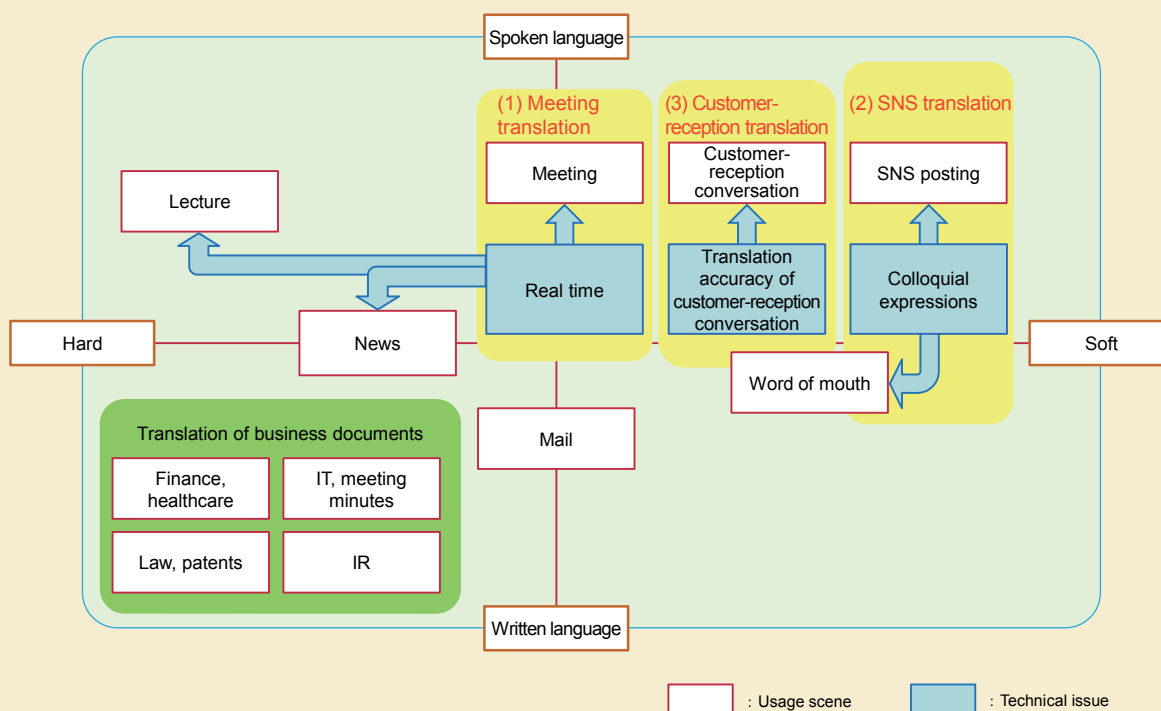 Spoken language
(1) Meeting
translation
(3) Customer-
reception translation
(2) SNS translation
Meeting
Customer-
reception
conversation
SNS posting
Lecture
Real time
Translation
accuracy of
customer-reception
conversation
Colloquial
expressions
Hard
News
Soft
Word of mouth
Mail
Translation of business documents
Finance,
healthcare
IT, meeting
minutes
Law, patents
IR
Written language
: Usage scene
: Technical issue